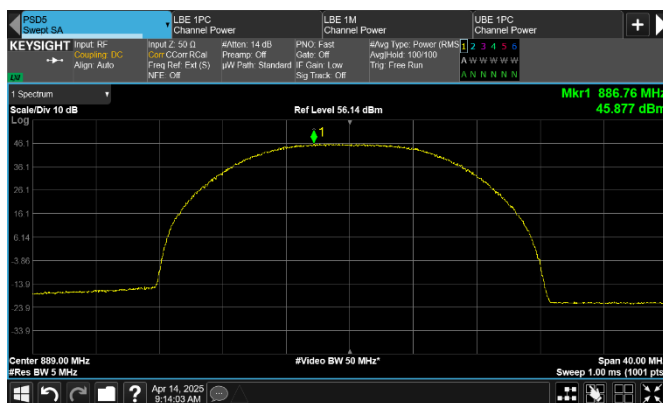 PSD5
Swept SA
LBE 1PC
Channel Power
LBE 1M
Channel Power
UBE 1PC
Channel Power
+
KEYSIGHT
Input: RF
Coupling: DC
Align: Auto
Input Z: 50 Ω
Corr CCorr RCal
Freq Ref: Ext (S)
NFE: Off
#Atten: 14 dB
Preamp: Off
µW Path: Standard
PNO: Fast
Gate: Off
IF Gain: Low
Sig Track: Off
#Avg Type: Power (RMS
Avg|Hold: 100/100
Trig: Free Run
1 2 3 4 5 6
A W W W W W
A N N N N N
1 Spectrum
Mkr1 886.76 MHz
Scale/Div 10 dB
Ref Level 56.14 dBm
45.877 dBm
Log
1
46.1
36.1
26.1
16.1
6.14
-3.86
-13.9
-23.9
-33.9
Center 889.00 MHz
#Video BW 50 MHz*
Span 40.00 MH
#Res BW 5 MHz
Sweep 1.00 ms (1001 pts
?
Apr 14, 2025
9:14:03 AM